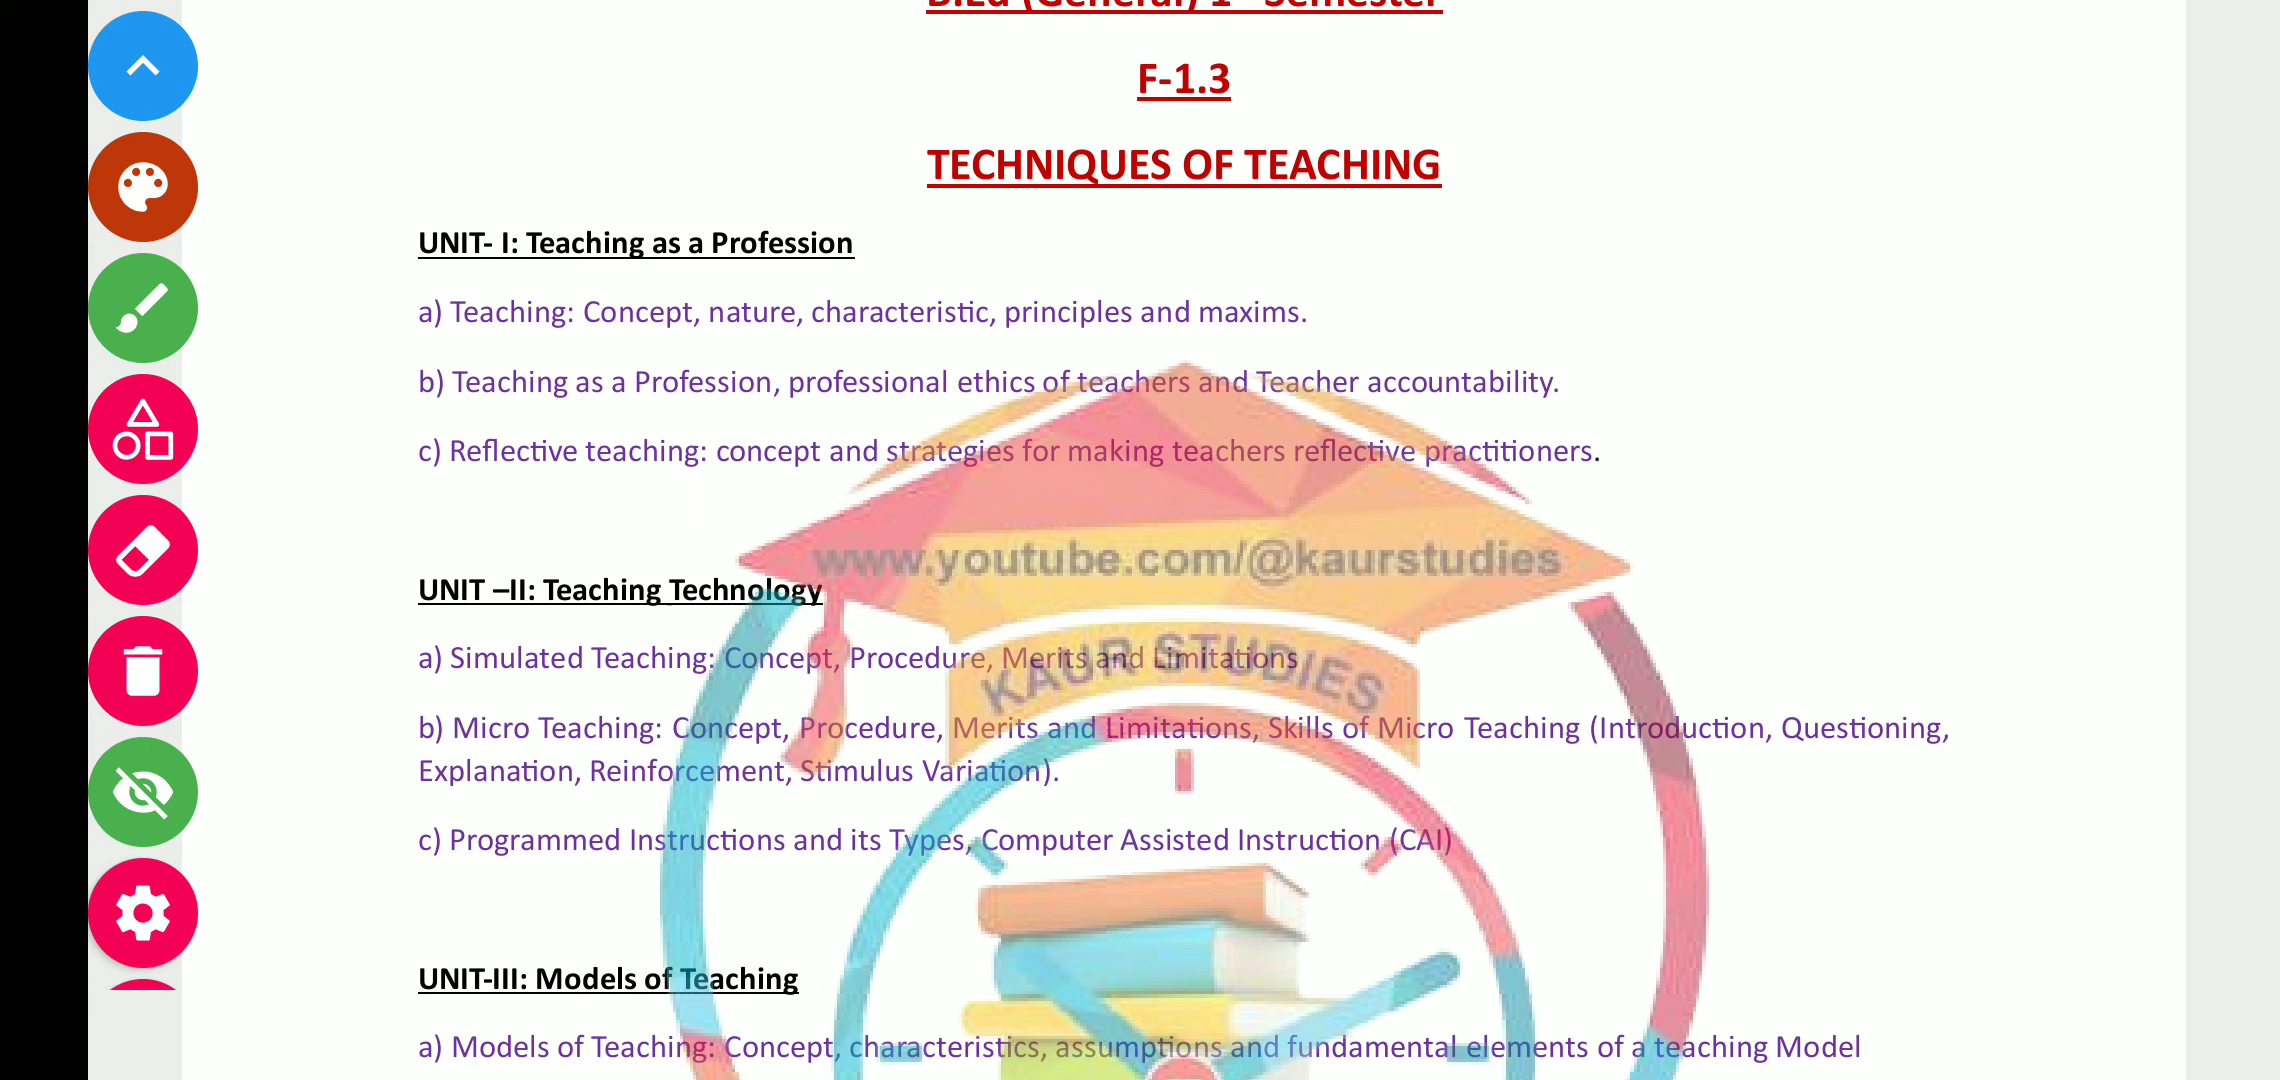 B.Ed (General) 1 Semester
F-1.3
TECHNIQUES OF TEACHING
UNIT- I: Teaching as a Profession
a) Teaching: Concept, nature, characteristic, principles and maxims.
b) Teaching as a Profession, professional ethics of teachers and Teacher accountability.
c) Reflective teaching: concept and strategies for making teachers reflective practitioners.
www.youtube.com/@kaurstudies
UNIT –II: Teaching Technology
a) Simulated Teaching: Concept, Procedure, Merits and Limitations
KAUR STUDIES
b) Micro Teaching: Concept, Procedure, Merits and Limitations, Skills of Micro Teaching (Introduction, Questioning,
Explanation, Reinforcement, Stimulus Variation).
c) Programmed Instructions and its Types, Computer Assisted Instruction (CAI)
UNIT-III: Models of Teaching
a) Models of Teaching: Concept, characteristics, assumptions and fundamental elements of a teaching Model